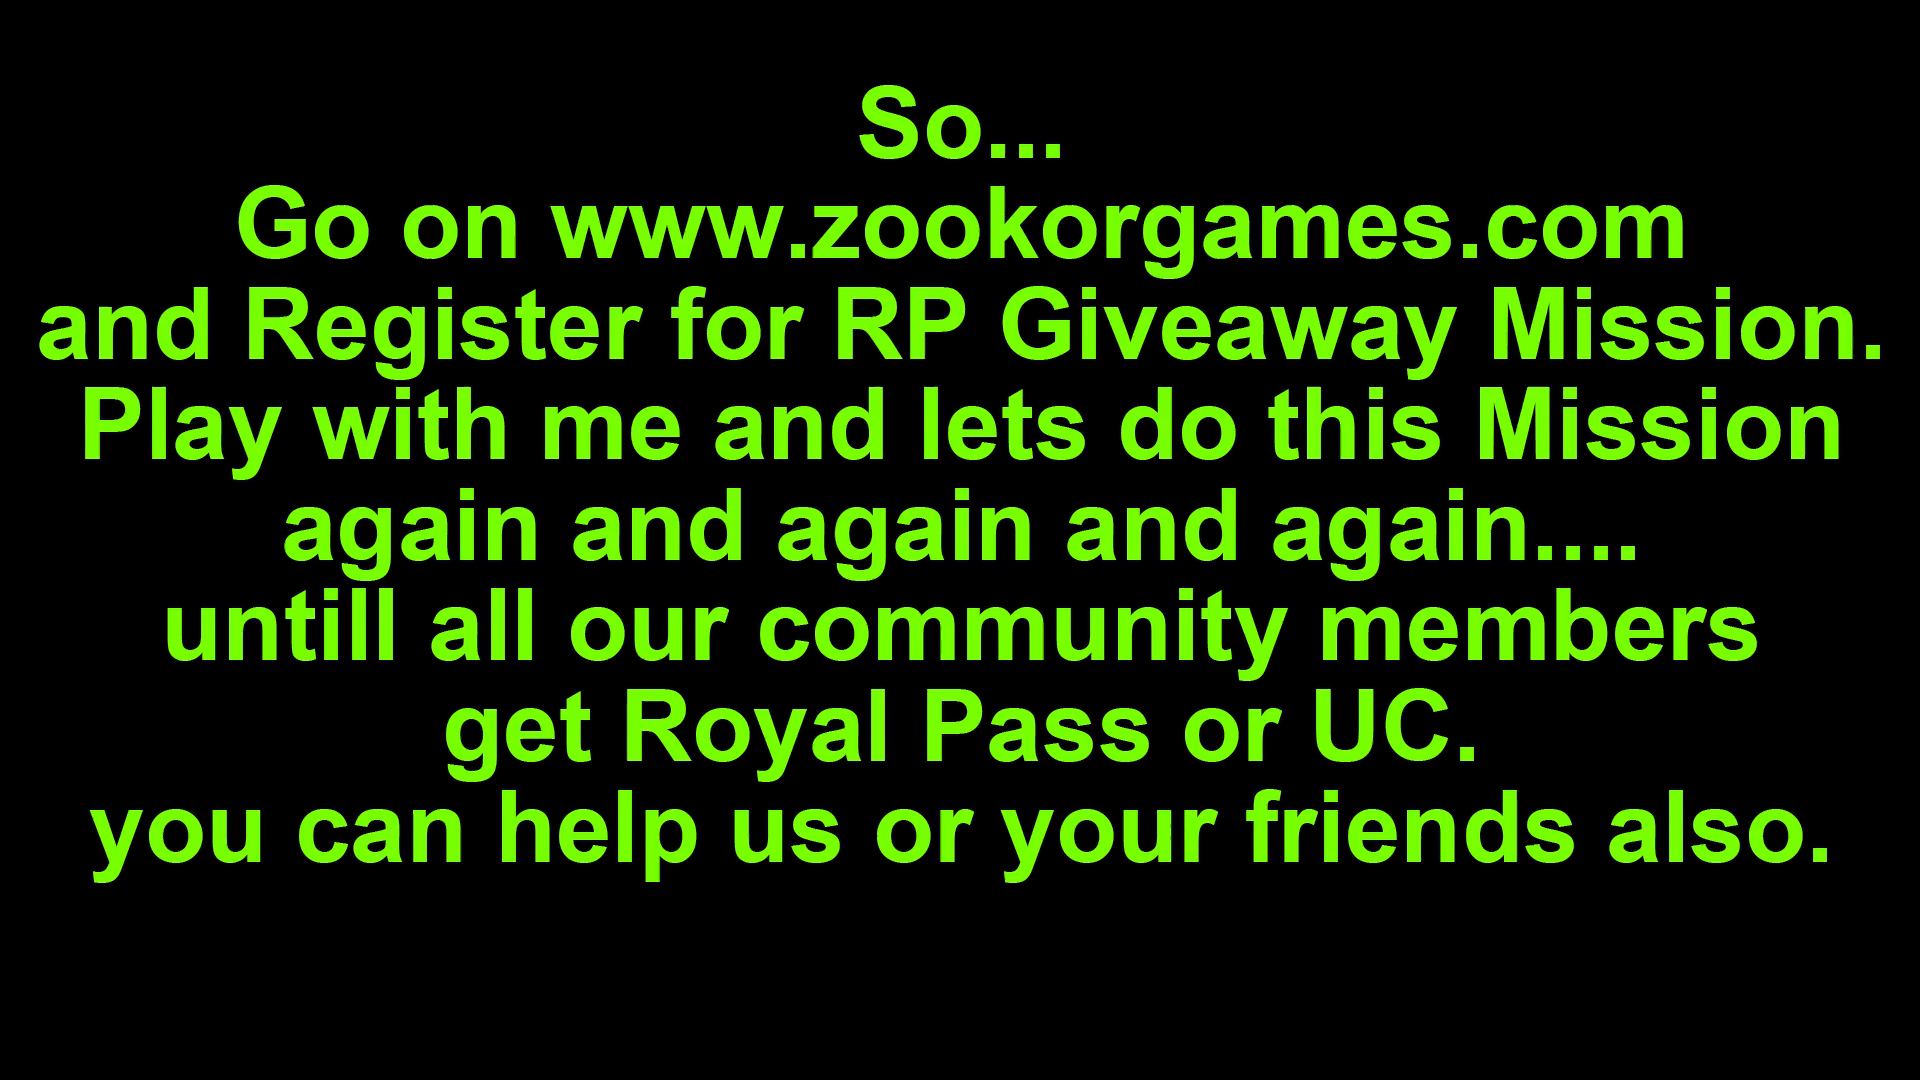 So...
Go on www.zookorgames.com
and Register for RP Giveaway Mission.
Play with me and lets do this Mission
again and again and again....
untill all our community members
get Royal Pass or UC.
you can help us or your friends also.